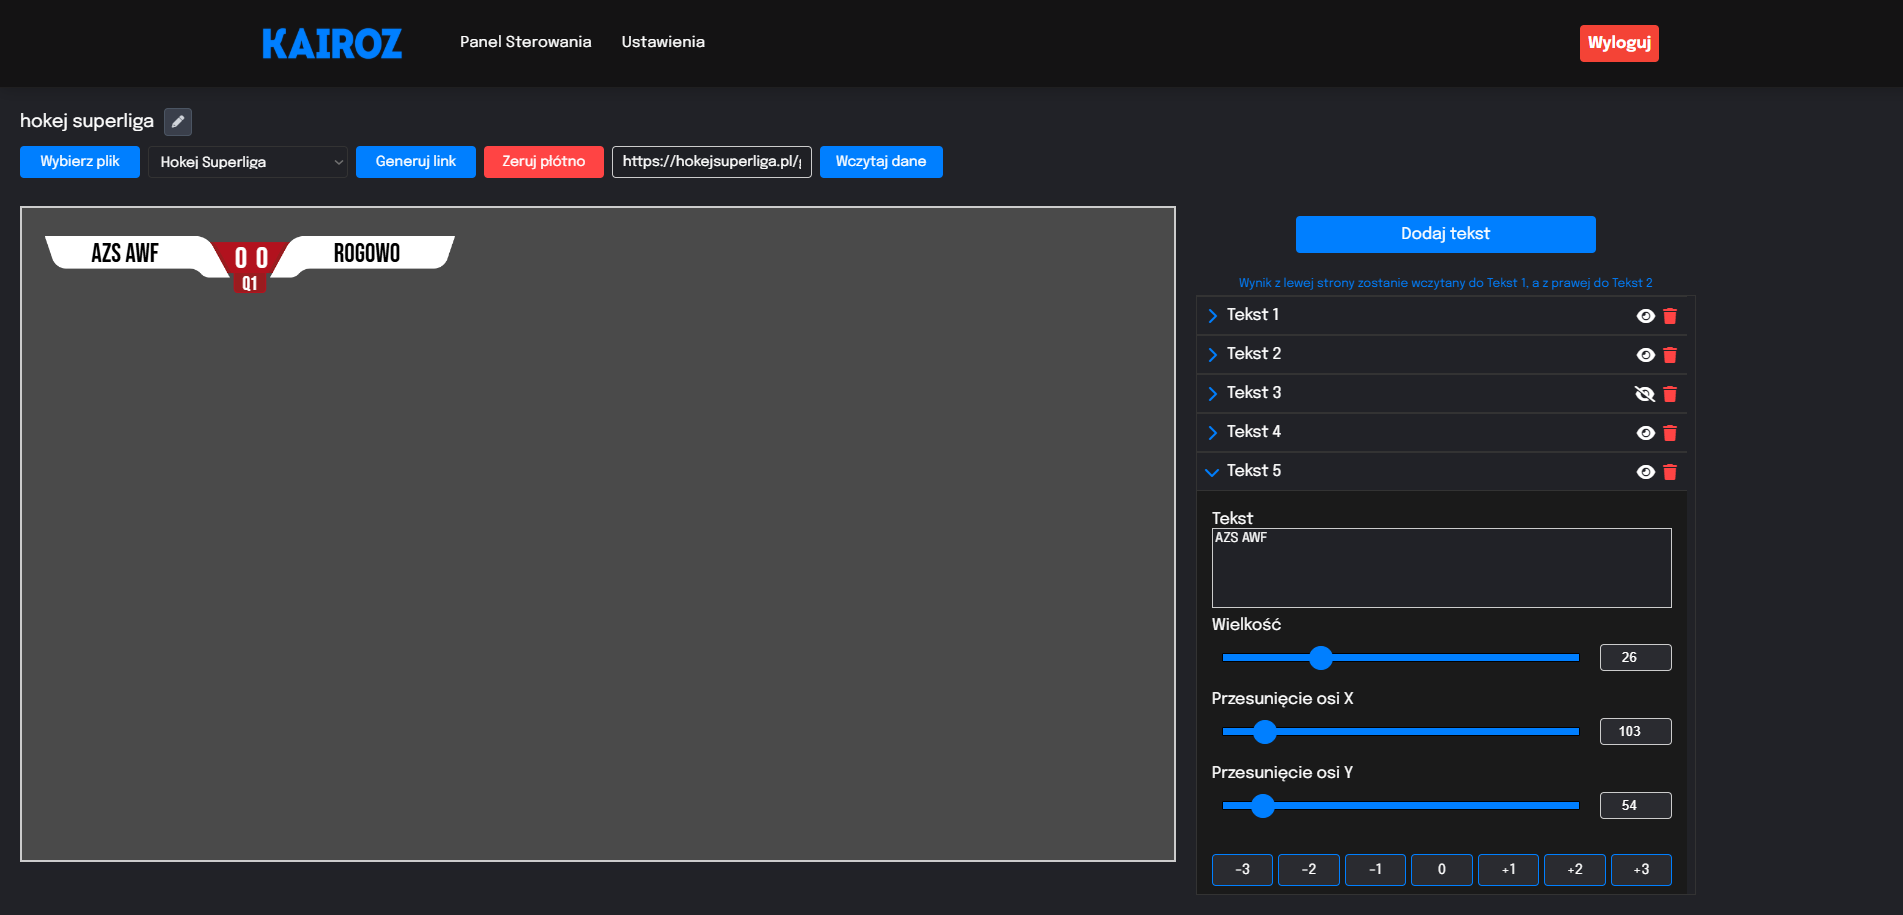 KAIROZ
Panel Sterowania
Ustawienia
Wyloguj
hokej superliga
Wybierz plik
Hokej Superliga
Generuj link
Zeruj płótno
https://hokejsuperliga.pl/
Wczytaj dane
AZS AWF
0 0
ROGOWO
Q1
Dodaj tekst
Wynik z lewej strony zostanie wczytany do Tekst 1, a z prawej do Tekst 2
Tekst 1
Tekst 2
Tekst 3
Tekst 4
Tekst 5
Tekst
AZS AWF
Wielkość
26
Przesunięcie osi X
103
Przesunięcie osi Y
54
-3
-2
-1
0
+1
+2
+3